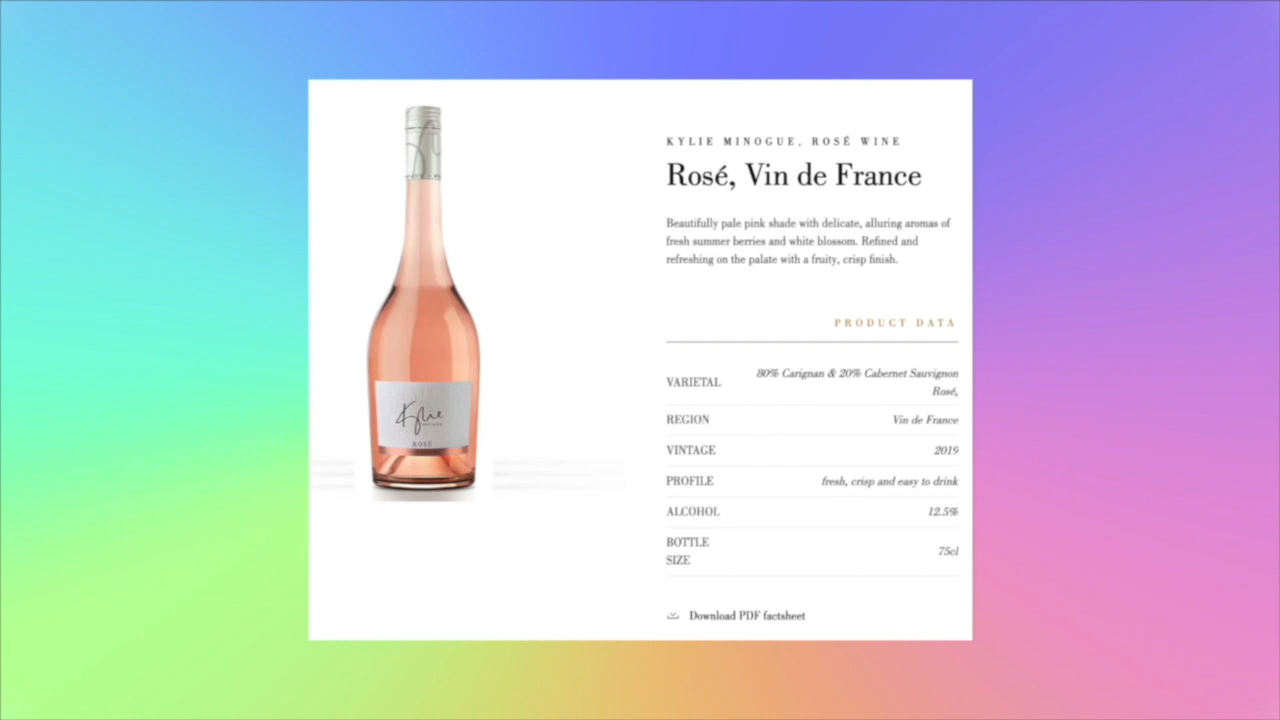 Kylie
ROSÉ
KYLIE MINOGUE, ROSÉ WINE
Rosé, Vin de France
Beautifully pale pink shade with delicate, alluring aromas of
fresh summer berries and white blossom. Refined and
refreshing on the palate with a fruity, crisp finish.
PRODUCT DATA
VARIETAL 80% Carignan & 20% Cabernet Sauvignon
Rosé,
REGION Vin de France
VINTAGE 2019
PROFILE fresh, crisp and easy to drink
ALCOHOL 12.5%
BOTTLE
SIZE 75cl
Download PDF factsheet